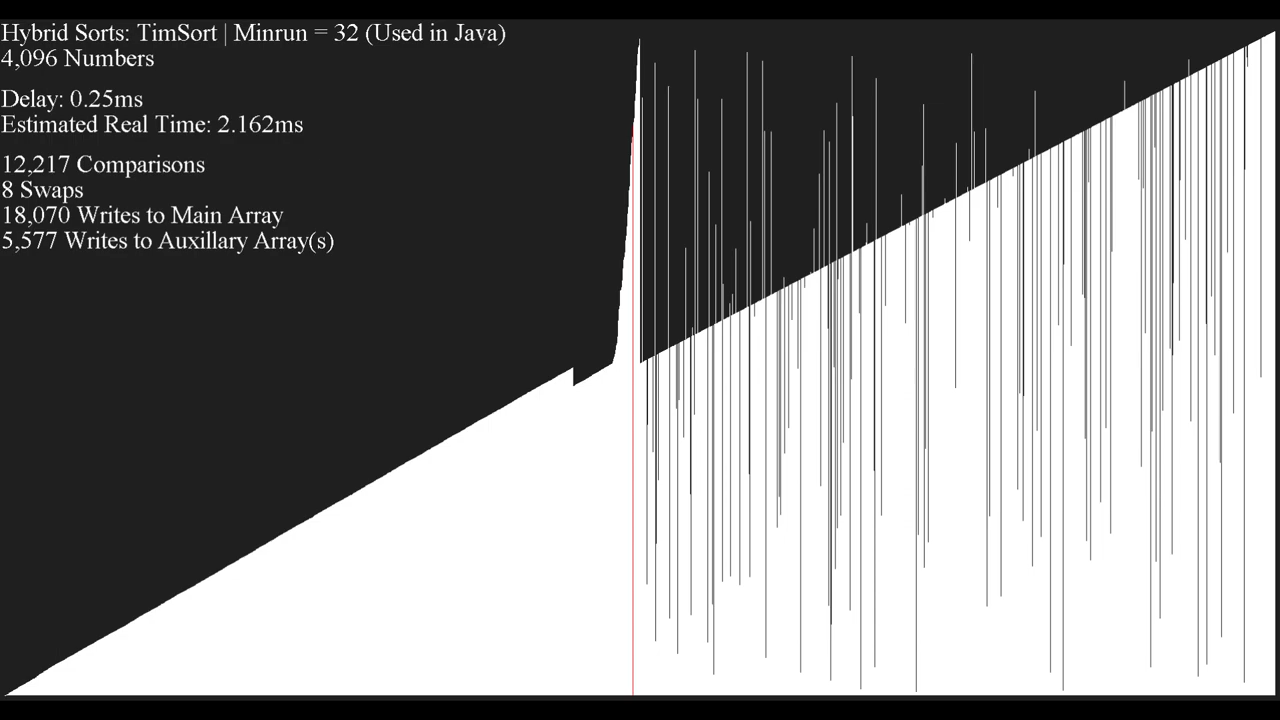 Hybrid Sorts: TimSort | Minrun = 32 (Used in Java)
4,096 Numbers
Delay: 0.25ms
Estimated Real Time: 2.162ms
12,217 Comparisons
8 Swaps
18,070 Writes to Main Array
5,577 Writes to Auxillary Array(s)